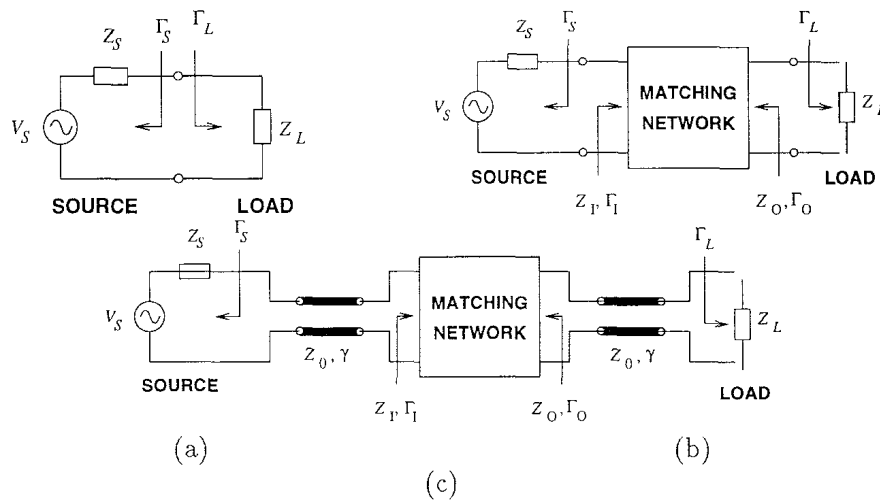 Z_S Γ_S Γ_L
V_S Z_L
SOURCE LOAD
Z_S Γ_S Γ_L
V_S MATCHING NETWORK Z_L
SOURCE Z_I, Γ_I Z_O, Γ_O LOAD
Z_S Γ_S Γ_L
V_S MATCHING NETWORK Z_L
SOURCE Z_0, γ Z_0, γ LOAD
Z_I, Γ_I Z_O, Γ_O
(a) (b)
(c)